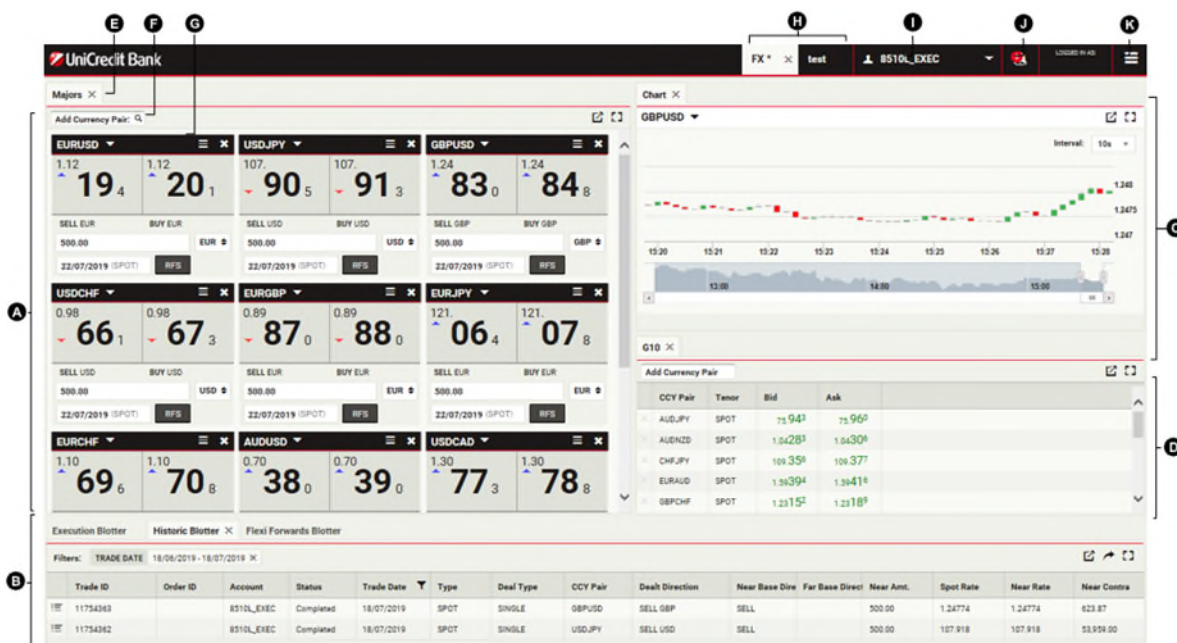 E F G H I J K
UniCredit Bank FX * × test 8510L_EXEC LOGGED IN AS:
Majors × Chart ×
Add Currency Pair: GBPUSD
EURUSD USDJPY GBPUSD Interval: 10s
1.12 1.12 107. 107. 1.24 1.24
19 4 20 1 90 5 91 3 83 0 84 8
SELL EUR BUY EUR SELL USD BUY USD SELL GBP BUY GBP
500.00 EUR 500.00 USD 500.00 GBP
22/07/2019 (SPOT) RFS 22/07/2019 (SPOT) RFS 22/07/2019 (SPOT) RFS
1.248
1.2475
1.247
15:20 15:21 15:22 15:23 15:24 15:25 15:26 15:27 15:28
13:00 14:00 15:00
A
C
USDCHF EURGBP EURJPY
0.98 0.98 0.89 0.89 121. 121.
66 1 67 3 87 0 88 0 06 4 07 8
SELL USD BUY USD SELL EUR BUY EUR SELL EUR BUY EUR
500.00 USD 500.00 EUR 500.00 EUR
22/07/2019 (SPOT) RFS 22/07/2019 (SPOT) RFS 22/07/2019 (SPOT) RFS
EURCHF AUDUSD USDCAD
1.10 1.10 0.70 0.70 1.30 1.30
69 6 70 8 38 0 39 0 77 3 78 8
G10 ×
Add Currency Pair
CCY Pair Tenor Bid Ask
AUDJPY SPOT 75.943 75.960
AUDNZD SPOT 1.04283 1.04306
CHFJPY SPOT 109.356 109.377
EURAUD SPOT 1.59394 1.59416
GBPCHF SPOT 1.23152 1.23189
D
Execution Blotter Historic Blotter × Flexi Forwards Blotter
B
Filters: TRADE DATE 18/06/2019 - 18/07/2019 ×
Trade ID Order ID Account Status Trade Date Type Deal Type CCY Pair Dealt Direction Near Base Dire Far Base Direct Near Amt. Spot Rate Near Rate Near Contra
11754363 8510L_EXEC Completed 18/07/2019 SPOT SINGLE GBPUSD SELL GBP SELL 500.00 1.24774 1.24774 623.87
11754362 8510L_EXEC Completed 18/07/2019 SPOT SINGLE USDJPY SELL USD SELL 500.00 107.918 107.918 53,959.00